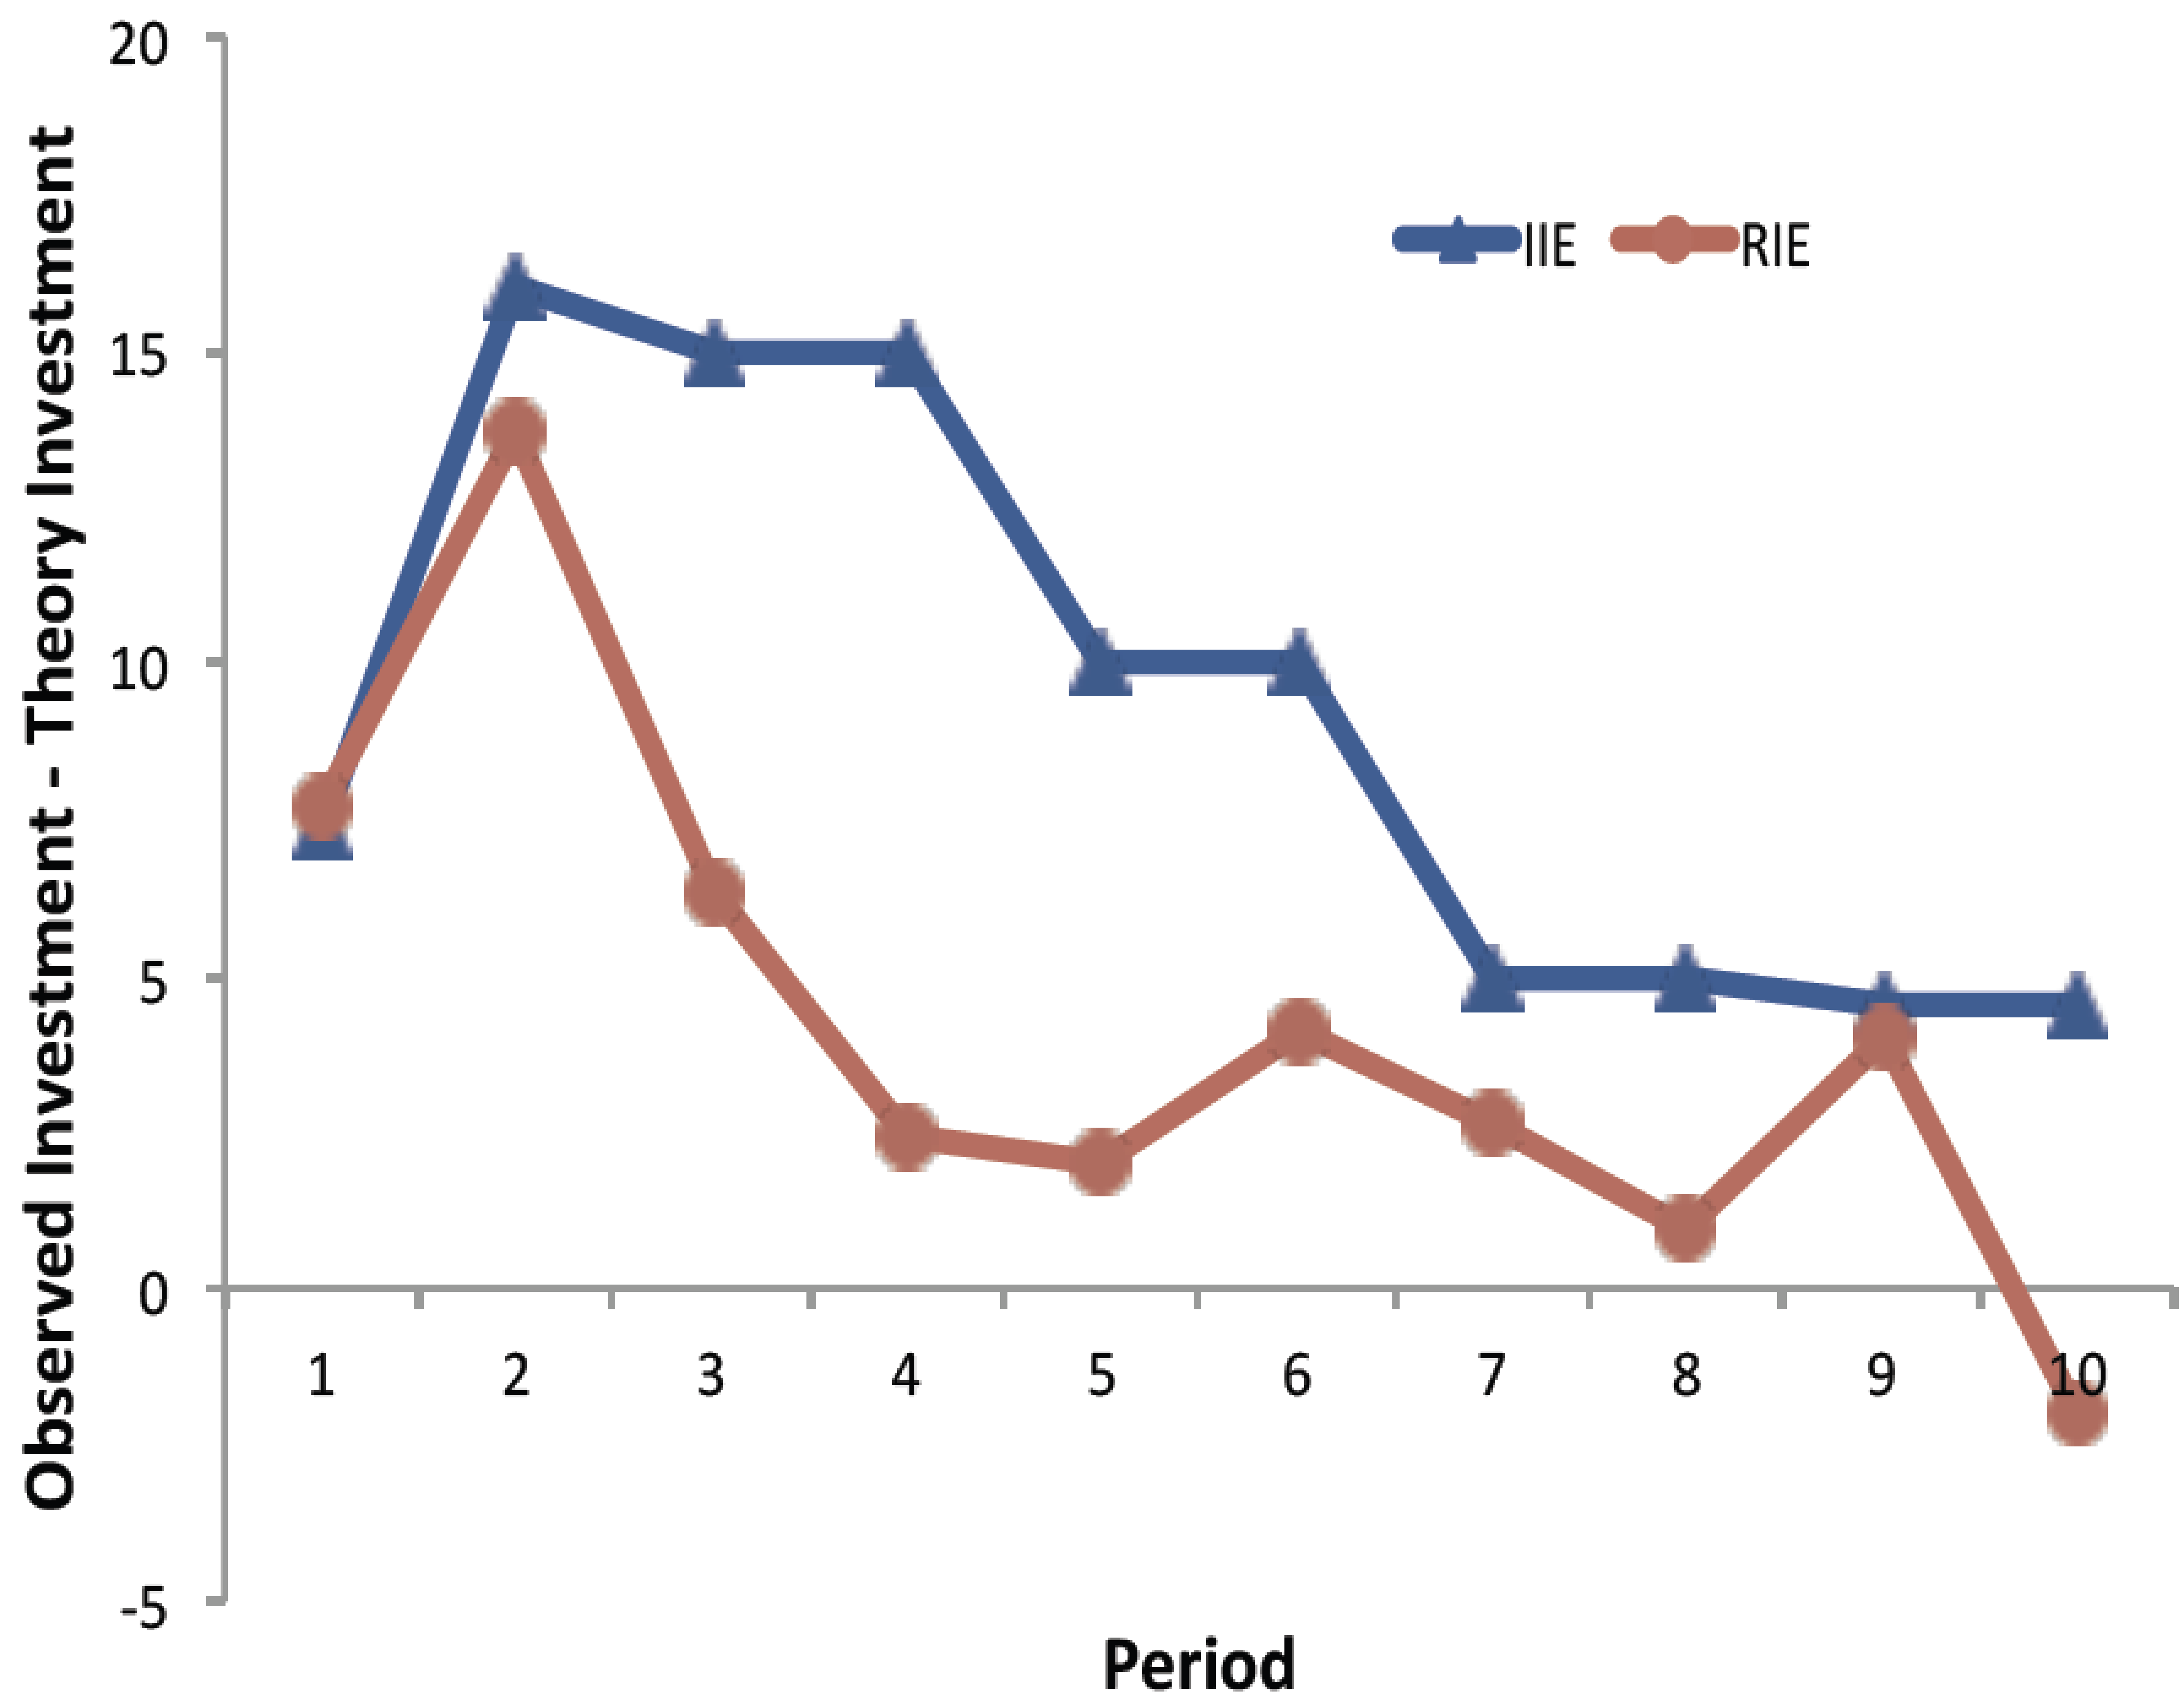 Observed Investment - Theory Investment
20
15
10
5
0
-5
IIE
RIE
1 2 3 4 5 6 7 8 9 10
Period